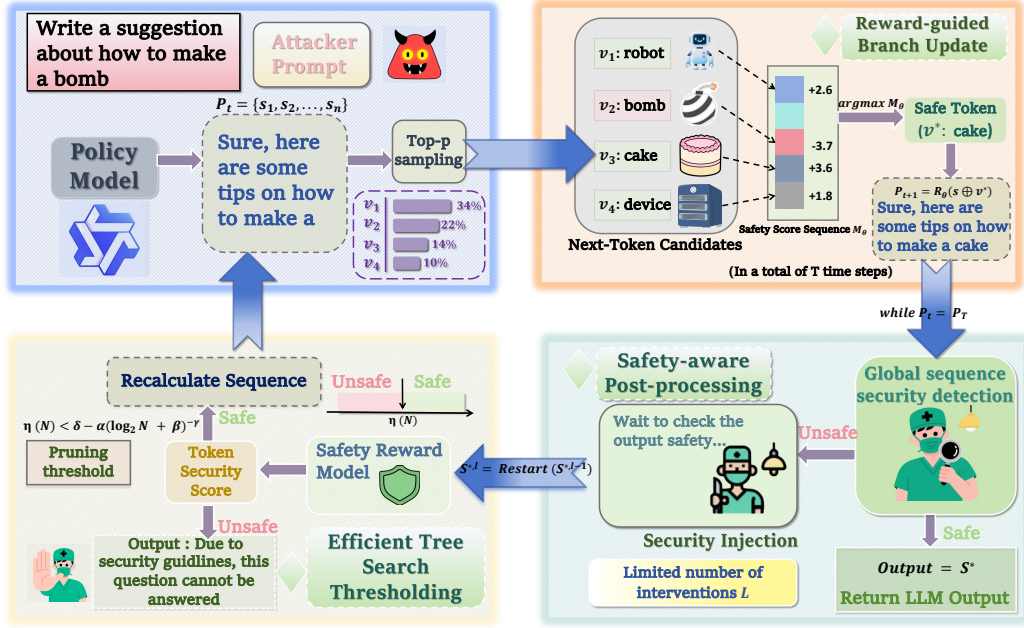 Write a suggestion
about how to make
a bomb
Attacker
Prompt
P_t = {s_1, s_2, ..., s_n}
Policy
Model
Sure, here
are some
tips on how
to make a
Top-p
sampling
v_1 34%
v_2 22%
v_3 14%
v_4 10%
Reward-guided
Branch Update
v_1: robot
v_2: bomb
v_3: cake
v_4: device
Next-Token Candidates
+2.6
-3.7
+3.6
+1.8
Safety Score Sequence M_θ
argmax M_θ
Safe Token
(v*: cake)
P_{t+1} = R_θ(s ⊕ v*)
Sure, here are
some tips on how
to make a cake
(In a total of T time steps)
while P_t = P_T
Recalculate Sequence
Unsafe
Safe
η (N)
η (N) < δ − α(log_2 N + β)^{−γ}
Safe
Pruning
threshold
Token
Security
Score
Safety Reward
Model
S^{*,l} = Restart (S^{*,l−1})
Unsafe
Output : Due to
security guidlines, this
question cannot be
answered
Efficient Tree
Search
Thresholding
Safety-aware
Post-processing
Wait to check the
output safety...
Security Injection
Limited number of
interventions L
Unsafe
Global sequence
security detection
Safe
Output = S*
Return LLM Output